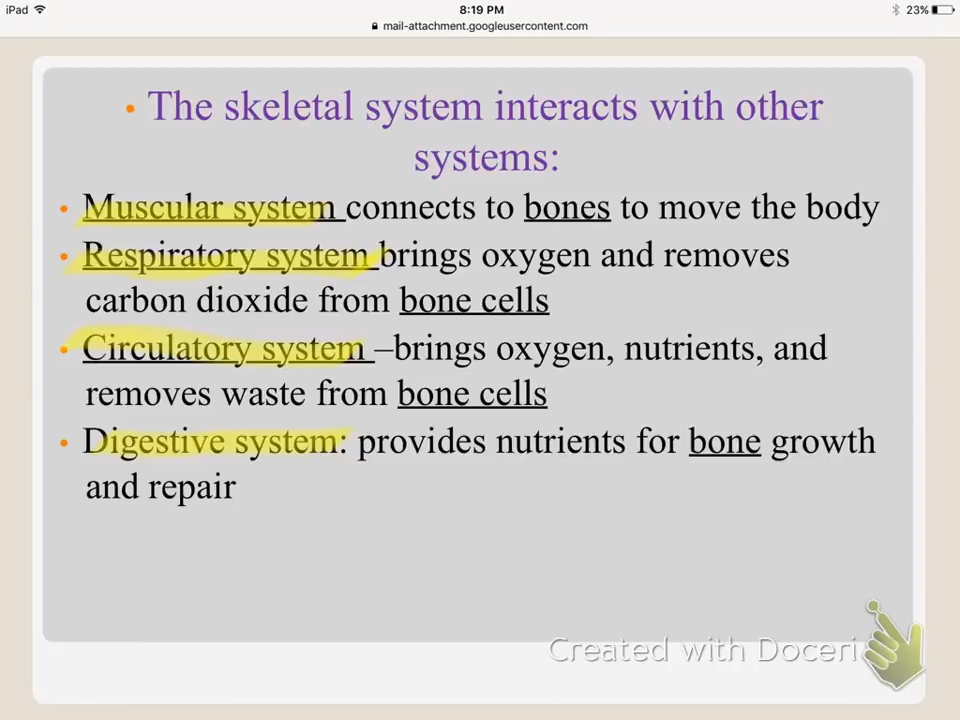 iPad 8:19 PM 23%
mail-attachment.googleusercontent.com
• The skeletal system interacts with other
systems:
• Muscular system connects to bones to move the body
• Respiratory system brings oxygen and removes
carbon dioxide from bone cells
• Circulatory system –brings oxygen, nutrients, and
removes waste from bone cells
• Digestive system: provides nutrients for bone growth
and repair
Created with Doceri